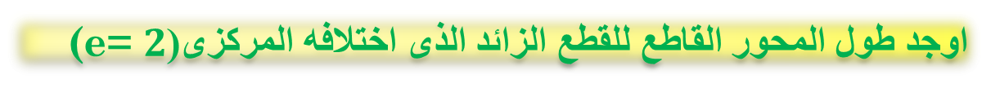 اوجد طول المحور القاطع للقطع الزائد الذى اختلافه المركزى(e= 2)